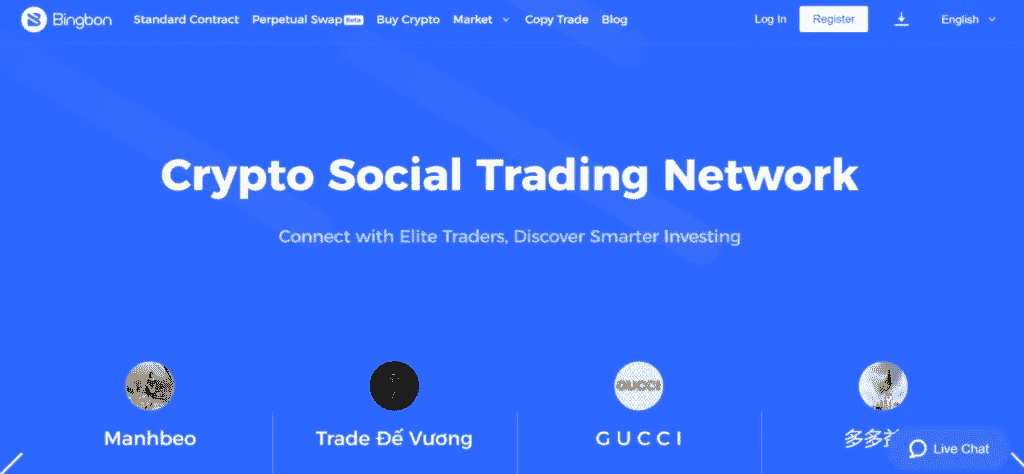 Bingbon Standard Contract Perpetual Swap Beta Buy Crypto Market Copy Trade Blog Log In Register English
Crypto Social Trading Network
Connect with Elite Traders, Discover Smarter Investing
GUCCI
Manhbeo Trade Đế Vương G U C C I 多多
Live Chat